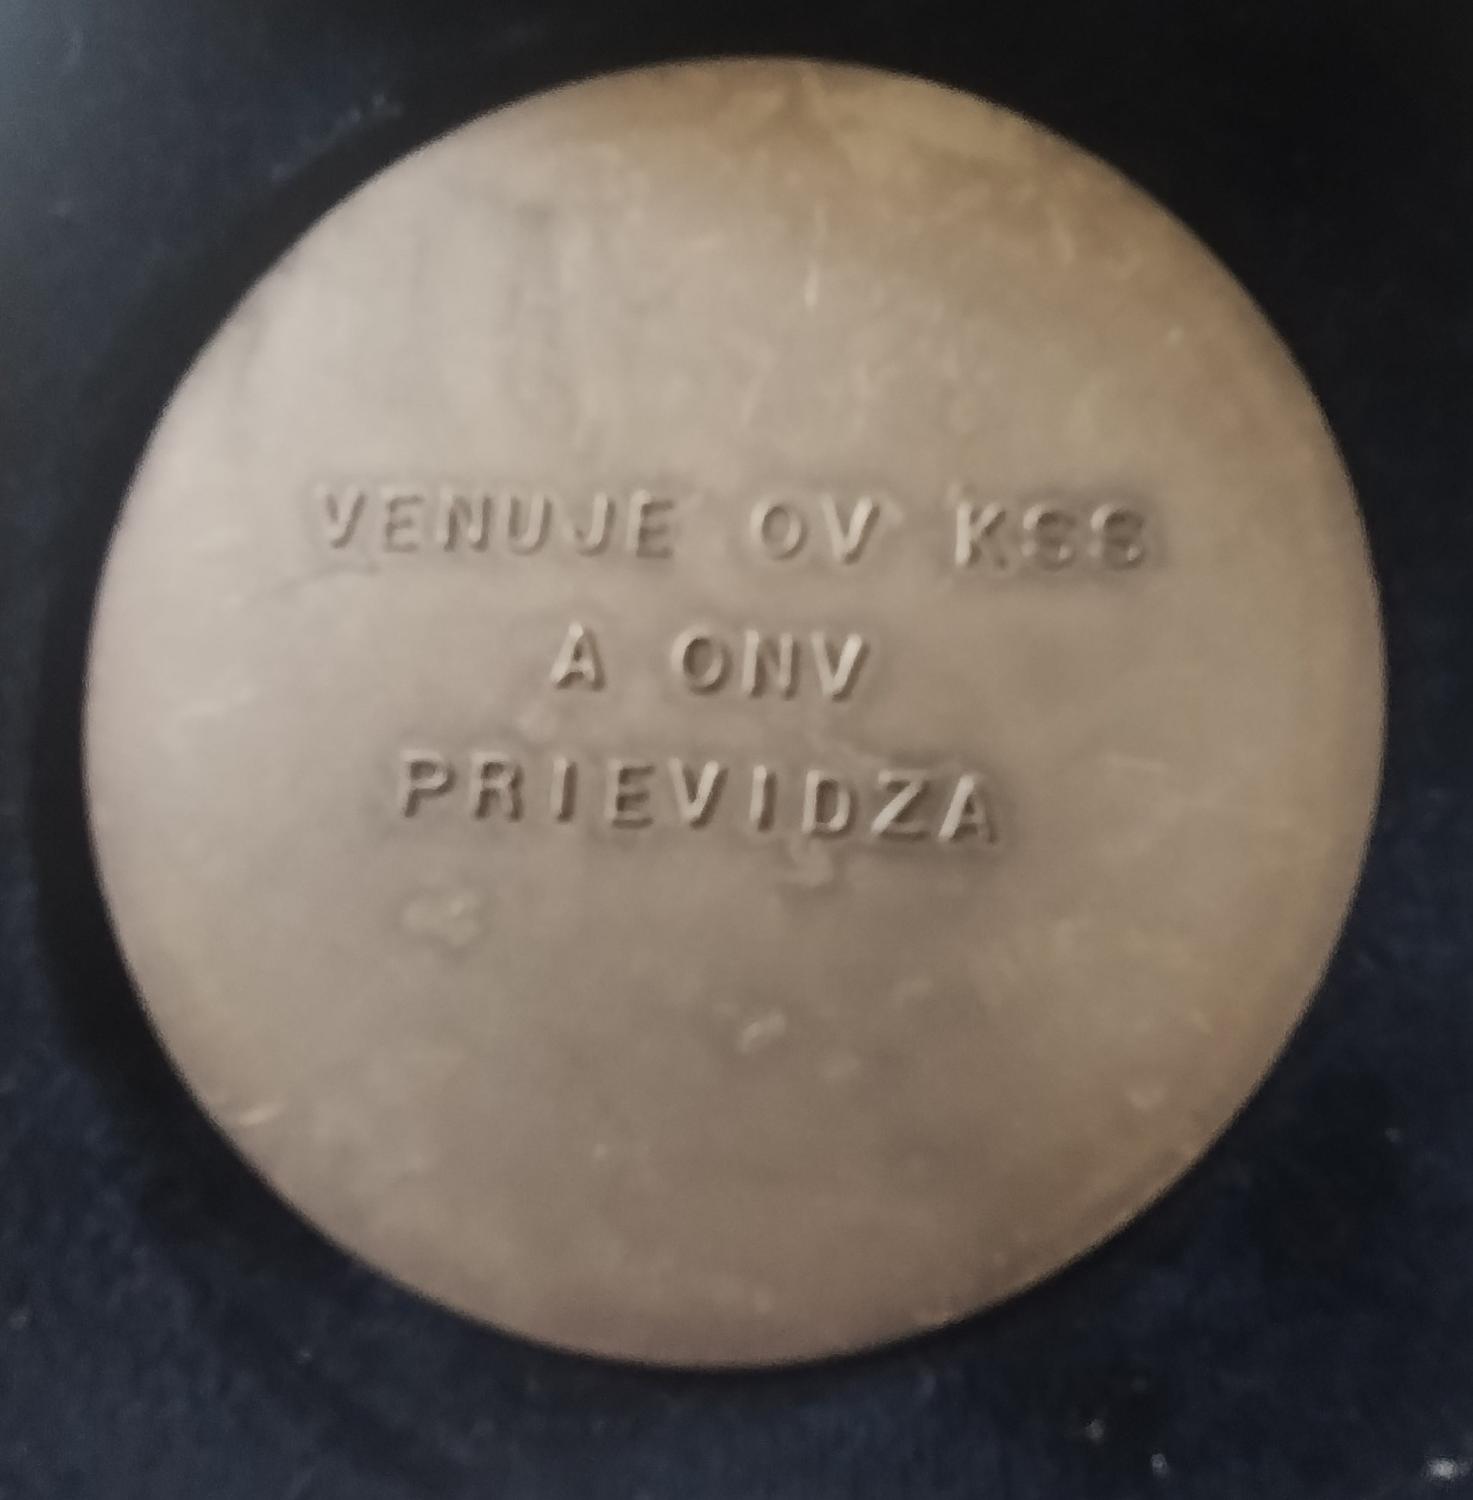 VENUJE OV KSS
A ONV
PRIEVIDZA